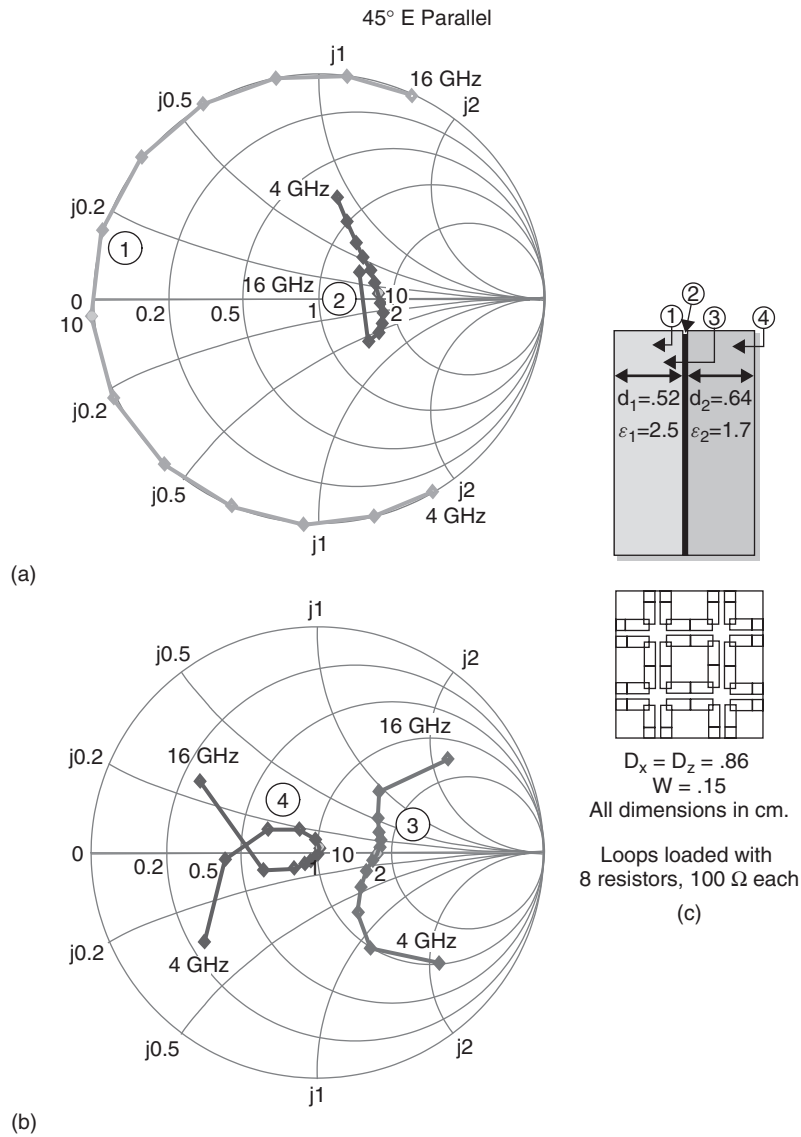 45° E Parallel
j1
16 GHz
j0.5
j2
4 GHz
j0.2
1
16 GHz
2
10
0
0.2
0.5
1
2
10
j0.2
j0.5
j2
4 GHz
j1
(a)
2
1
3
4
d1=.52
d2=.64
ε1=2.5
ε2=1.7
j1
j0.5
j2
16 GHz
j0.2
16 GHz
4
3
0
0.2
0.5
1
10
2
4 GHz
4 GHz
j0.2
j0.5
j2
j1
(b)
Dx = Dz = .86
W = .15
All dimensions in cm.
Loops loaded with
8 resistors, 100 Ω each
(c)